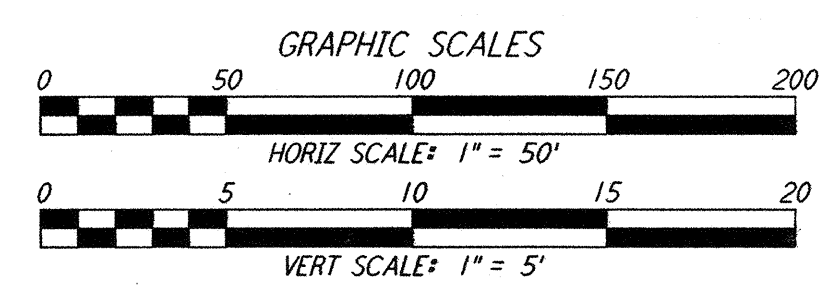 GRAPHIC SCALES
0 50 100 150 200
HORIZ SCALE: 1" = 50'
0 5 10 15 20
VERT SCALE: 1" = 5'